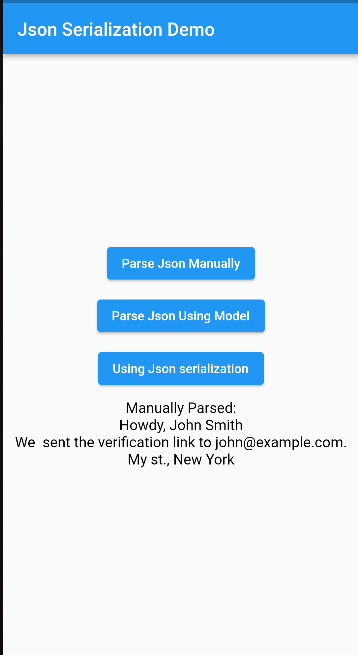 Json Serialization Demo
Parse Json Manually
Parse Json Using Model
Using Json serialization
Manually Parsed:
Howdy, John Smith
We  sent the verification link to john@example.com.
My st., New York